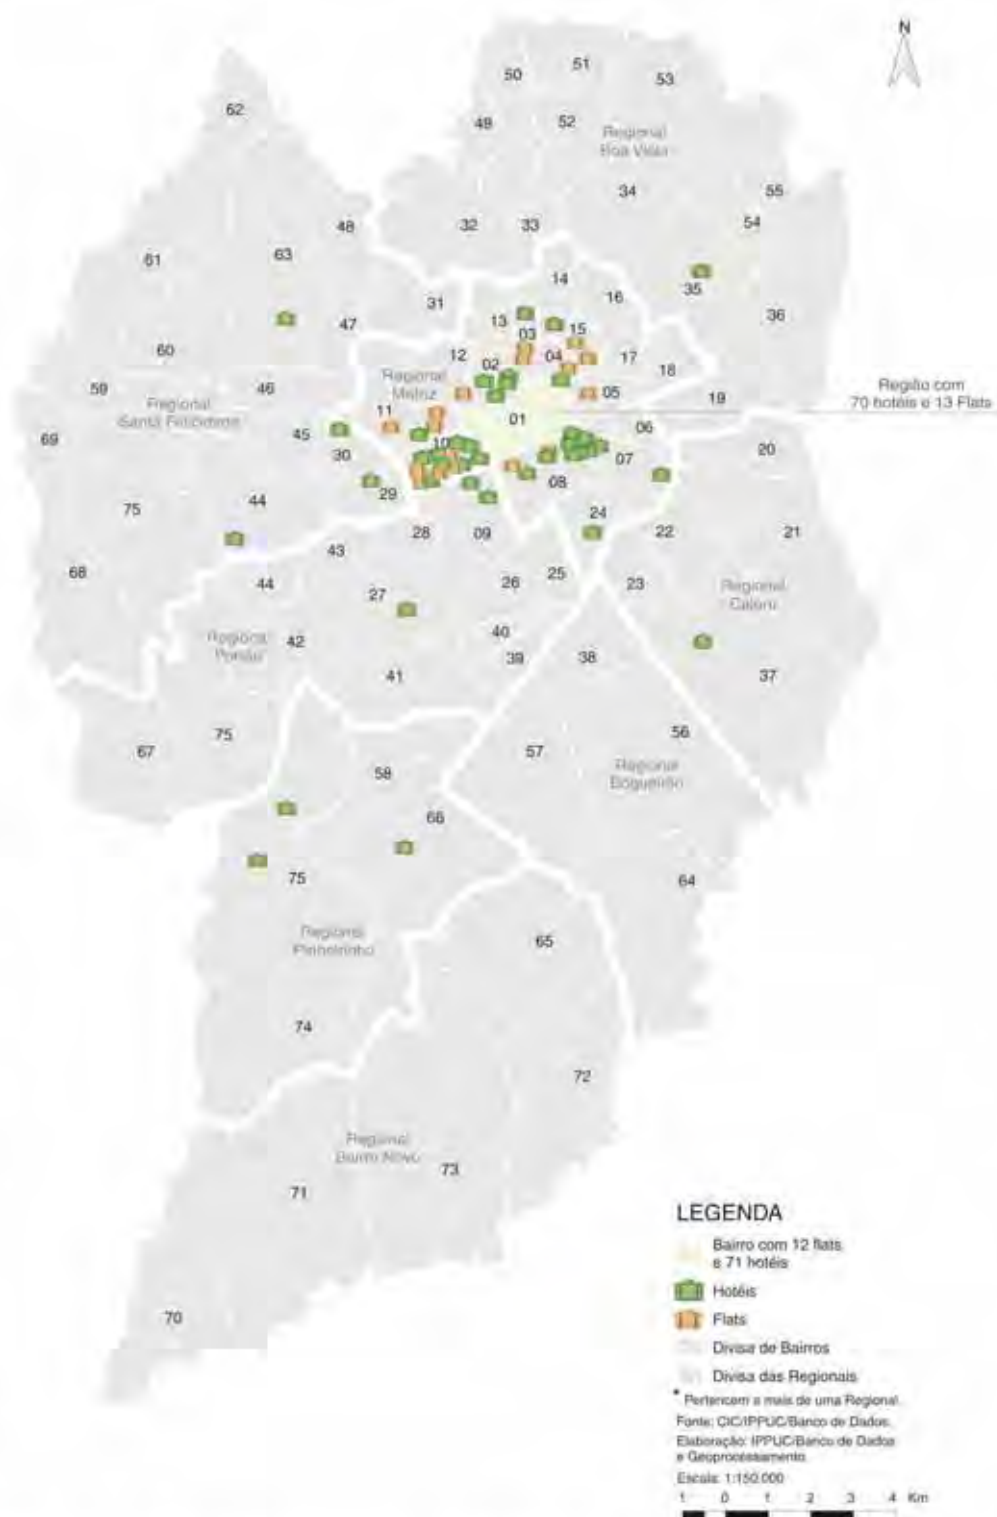 N
50
51
53
62
49
52
Regional
Boa Vista
34
55
54
48
32
33
61
63
14
35
31
16
36
13
47
03
15
60
12
02
04
17
18
59
46
Regional
Matriz
05
19
Região com
70 hotéis e 13 Flats
Regional
Santa Felicidade
11
01
06
69
45
10
20
30
07
08
29
75
44
24
28
09
22
21
43
68
44
27
26
25
23
Regional
Cajuru
Regional
Portão
42
40
39
38
41
37
67
75
57
56
58
Regional
Boqueirão
66
75
64
Regional
Pinheirinho
65
74
72
Regional
Bairro Novo
73
71
70
LEGENDA
Bairro com 12 flats
e 71 hotéis
Hotéis
Flats
Divisa de Bairros
Divisa das Regionais
* Pertencem a mais de uma Regional.
Fonte: CIC/IPPUC/Banco de Dados.
Elaboração: IPPUC/Banco de Dados
e Geoprocessamento.
Escala: 1:150.000
1 0 1 2 3 4 Km